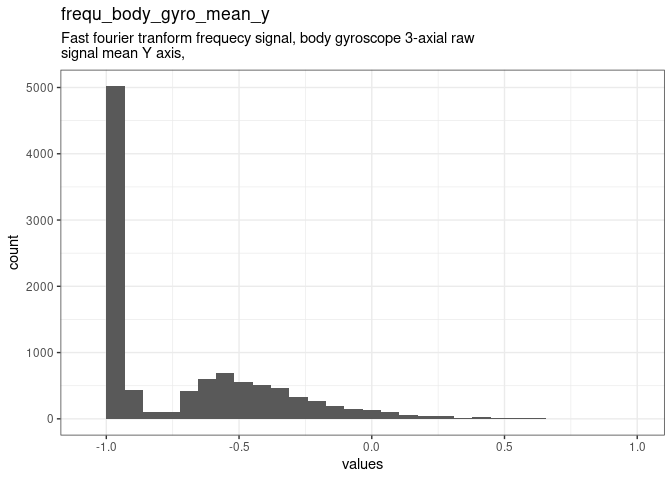 frequ_body_gyro_mean_y
Fast fourier tranform frequecy signal, body gyroscope 3-axial raw
signal mean Y axis,
5000
4000
3000
2000
1000
0
count
-1.0 -0.5 0.0 0.5 1.0
values